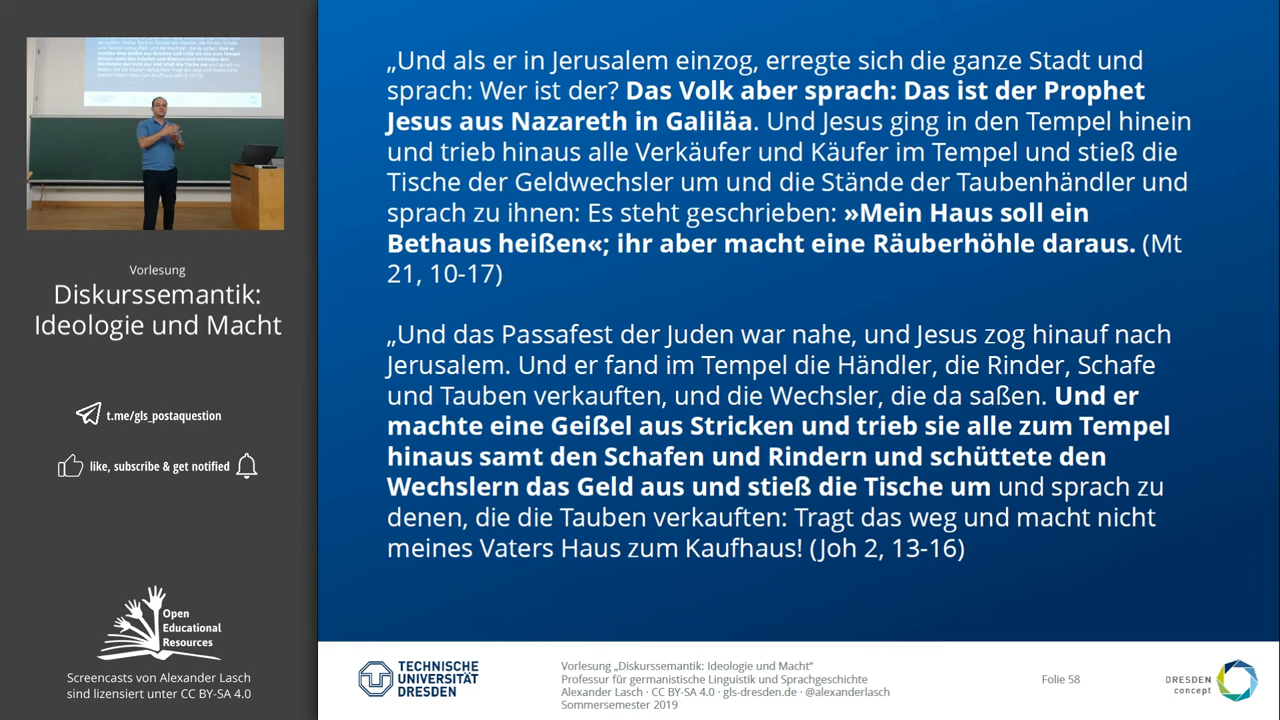 Vorlesung
Diskurssemantik:
Ideologie und Macht
t.me/gls_postaquestion
like, subscribe & get notified
Open
Educational
Resources
Screencasts von Alexander Lasch
sind lizensiert unter CC BY-SA 4.0
„Und als er in Jerusalem einzog, erregte sich die ganze Stadt und
sprach: Wer ist der? Das Volk aber sprach: Das ist der Prophet
Jesus aus Nazareth in Galiläa. Und Jesus ging in den Tempel hinein
und trieb hinaus alle Verkäufer und Käufer im Tempel und stieß die
Tische der Geldwechsler um und die Stände der Taubenhändler und
sprach zu ihnen: Es steht geschrieben: »Mein Haus soll ein
Bethaus heißen«; ihr aber macht eine Räuberhöhle daraus. (Mt
21, 10-17)
„Und das Passafest der Juden war nahe, und Jesus zog hinauf nach
Jerusalem. Und er fand im Tempel die Händler, die Rinder, Schafe
und Tauben verkauften, und die Wechsler, die da saßen. Und er
machte eine Geißel aus Stricken und trieb sie alle zum Tempel
hinaus samt den Schafen und Rindern und schüttete den
Wechslern das Geld aus und stieß die Tische um und sprach zu
denen, die die Tauben verkauften: Tragt das weg und macht nicht
meines Vaters Haus zum Kaufhaus! (Joh 2, 13-16)
TECHNISCHE
UNIVERSITÄT
DRESDEN
Vorlesung „Diskurssemantik: Ideologie und Macht“
Professur für germanistische Linguistik und Sprachgeschichte
Alexander Lasch · CC BY-SA 4.0 · gls-dresden.de · @alexanderlasch
Sommersemester 2019
Folie 58
DRESDEN
concept